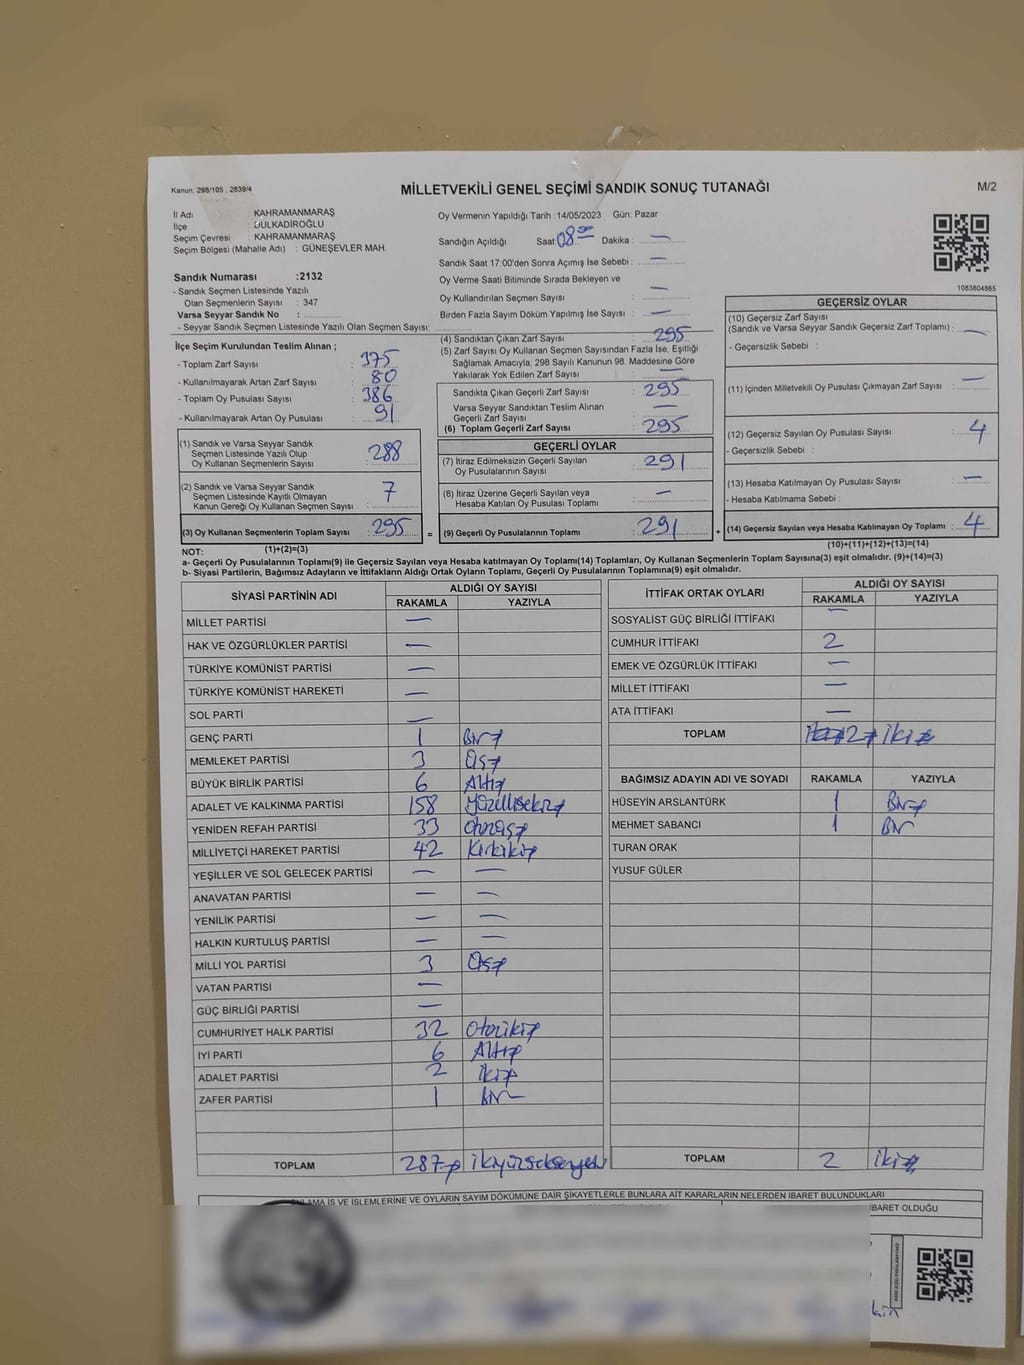 Kanun; 298/105 , 2839/4
MİLLETVEKİLİ GENEL SEÇİMİ SANDIK SONUÇ TUTANAĞI
M/2
İl Adı : KAHRAMANMARAŞ
İlçe : DULKADİROĞLU
Seçim Çevresi : KAHRAMANMARAŞ
Seçim Bölgesi (Mahalle Adı) : GÜNEŞEVLER MAH.
Sandık Numarası :2132
- Sandık Seçmen Listesinde Yazılı
Olan Seçmenlerin Sayısı : 347
Varsa Seyyar Sandık No :
- Seyyar Sandık Seçmen Listesinde Yazılı Olan Seçmen Sayısı:
Oy Vermenin Yapıldığı Tarih : 14/05/2023 Gün: Pazar
Sandığın Açıldığı Saat: 08 00 Dakika : —
Sandık Saat 17:00'den Sonra Açımış İse Sebebi : —
Oy Verme Saati Bitiminde Sırada Bekleyen ve
Oy Kullandırılan Seçmen Sayısı : —
Birden Fazla Sayım Döküm Yapılmış İse Sayısı : —
1083804865
İlçe Seçim Kurulundan Teslim Alınan ;
- Toplam Zarf Sayısı : 375
- Kullanılmayarak Artan Zarf Sayısı : 80
- Toplam Oy Pusulası Sayısı : 386
- Kullanılmayarak Artan Oy Pusulası : 91
(4) Sandıktan Çıkan Zarf Sayısı : 295
(5) Zarf Sayısı Oy Kullanan Seçmen Sayısından Fazla İse, Eşitliği
Sağlamak Amacıyla, 298 Sayılı Kanunun 98. Maddesine Göre
Yakılarak Yok Edilen Zarf Sayısı : —
Sandıkta Çıkan Geçerli Zarf Sayısı : 295
Varsa Seyyar Sandıktan Teslim Alınan
Geçerli Zarf Sayısı : —
(6) Toplam Geçerli Zarf Sayısı : 295
GEÇERSİZ OYLAR
(10) Geçersiz Zarf Sayısı
(Sandık ve Varsa Seyyar Sandık Geçersiz Zarf Toplamı) : —
- Geçersizlik Sebebi :
(11) İçinden Milletvekili Oy Pusulası Çıkmayan Zarf Sayısı : —
(12) Geçersiz Sayılan Oy Pusulası Sayısı : 4
- Geçersizlik Sebebi :
(13) Hesaba Katılmayan Oy Pusulası Sayısı : —
- Hesaba Katılmama Sebebi :
(14) Geçersiz Sayılan veya Hesaba Katılmayan Oy Toplamı : 4
(1) Sandık ve Varsa Seyyar Sandık
Seçmen Listesinde Yazılı Olup
Oy Kullanan Seçmenlerin Sayısı : 288
(2) Sandık ve Varsa Seyyar Sandık
Seçmen Listesinde Kayıtlı Olmayan
Kanun Gereği Oy Kullanan Seçmen Sayısı : 7
(3) Oy Kullanan Seçmenlerin Toplam Sayısı : 295 =
GEÇERLİ OYLAR
(7) İtiraz Edilmeksizin Geçerli Sayılan
Oy Pusulalarının Sayısı : 291
(8) İtiraz Üzerine Geçerli Sayılan veya
Hesaba Katılan Oy Pusulası Sayısı : —
(9) Geçerli Oy Pusulalarının Toplamı : 291 +
(1)+(2)=(3)
(10)+(11)+(12)+(13)=(14)
NOT:
a- Geçerli Oy Pusulalarının Toplamı(9) ile Geçersiz Sayılan veya Hesaba katılmayan Oy Toplamı(14) Toplamları, Oy Kullanan Seçmenlerin Toplam Sayısına(3) eşit olmalıdır. (9)+(14)=(3)
b- Siyasi Partilerin, Bağımsız Adayların ve İttifakların Aldığı Ortak Oyların Toplamı, Geçerli Oy Pusulalarının Toplamına(9) eşit olmalıdır.
SİYASİ PARTİNİN ADI ALDIĞI OY SAYISI
RAKAMLA YAZIYLA
MİLLET PARTİSİ —
HAK VE ÖZGÜRLÜKLER PARTİSİ —
TÜRKİYE KOMÜNİST PARTİSİ —
TÜRKİYE KOMÜNİST HAREKETİ —
SOL PARTİ —
GENÇ PARTİ 1 Bir
MEMLEKET PARTİSİ 3 Üç
BÜYÜK BİRLİK PARTİSİ 6 Altı
ADALET VE KALKINMA PARTİSİ 158 Yüzellisekiz
YENİDEN REFAH PARTİSİ 33 Otuzüç
MİLLİYETÇİ HAREKET PARTİSİ 42 Kırkiki
YEŞİLLER VE SOL GELECEK PARTİSİ — —
ANAVATAN PARTİSİ — —
YENİLİK PARTİSİ — —
HALKIN KURTULUŞ PARTİSİ — —
MİLLİ YOL PARTİSİ 3 Üç
VATAN PARTİSİ —
GÜÇ BİRLİĞİ PARTİSİ —
CUMHURİYET HALK PARTİSİ 32 Otuziki
İYİ PARTİ 6 Altı
ADALET PARTİSİ 2 iki
ZAFER PARTİSİ 1 Bir
TOPLAM 287 ikiyüzseksenyedi
İTTİFAK ORTAK OYLARI ALDIĞI OY SAYISI
RAKAMLA YAZIYLA
SOSYALİST GÜÇ BİRLİĞİ İTTİFAKI —
CUMHUR İTTİFAKI 2
EMEK VE ÖZGÜRLÜK İTTİFAKI —
MİLLET İTTİFAKI —
ATA İTTİFAKI —
TOPLAM 2 iki
BAĞIMSIZ ADAYIN ADI VE SOYADI RAKAMLA YAZIYLA
HÜSEYİN ARSLANTÜRK 1 Bir
MEHMET SABANCI 1 Bir
TURAN ORAK
YUSUF GÜLER
TOPLAM 2 iki
İŞ VE İŞLEMLERİNE VE OYLARIN SAYIM DÖKÜMÜNE DAİR ŞİKAYETLERLE BUNLARA AİT KARARLARIN NELERDEN İBARET BULUNDUKLARI
İBARET OLDUĞU